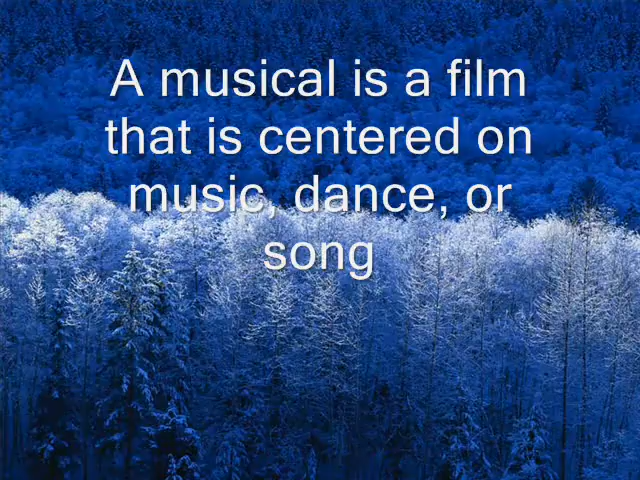 A musical is a film
that is centered on
music, dance, or
song